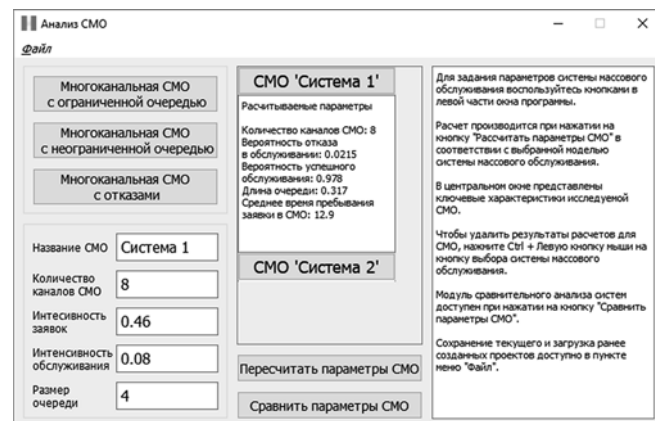 Анализ СМО
Файл
Многоканальная СМО
с ограниченной очередью
Многоканальная СМО
с неограниченной очередью
Многоканальная СМО
с отказами
Название СМО
Система 1
Количество
каналов СМО
8
Интесивность
заявок
0.46
Интенсивность
обслуживания
0.08
Размер
очереди
4
СМО 'Система 1'
Расчитываемые параметры
Количество каналов СМО: 8
Вероятность отказа
в обслуживании: 0.0215
Вероятность успешного
обслуживания: 0.978
Длина очереди: 0.317
Среднее время пребывания
заявки в СМО: 12.9
СМО 'Система 2'
Пересчитать параметры СМО
Сравнить параметры СМО
Для задания параметров системы массового
обслуживания воспользуйтесь кнопками в
левой части окна программы.
Расчет производится при нажатии на
кнопку "Рассчитать параметры СМО" в
соответствии с выбранной моделью
системы массового обслуживания.
В центральном окне представлены
ключевые характеристики исследуемой
СМО.
Чтобы удалить результаты расчетов для
СМО, нажмите Ctrl + Левую кнопку мыши на
кнопку выбора системы массового
обслуживания.
Модуль сравнительного анализа систем
доступен при нажатии на кнопку "Сравнить
параметры СМО".
Сохранение текущего и загрузка ранее
созданных проектов доступно в пункте
меню "Файл".